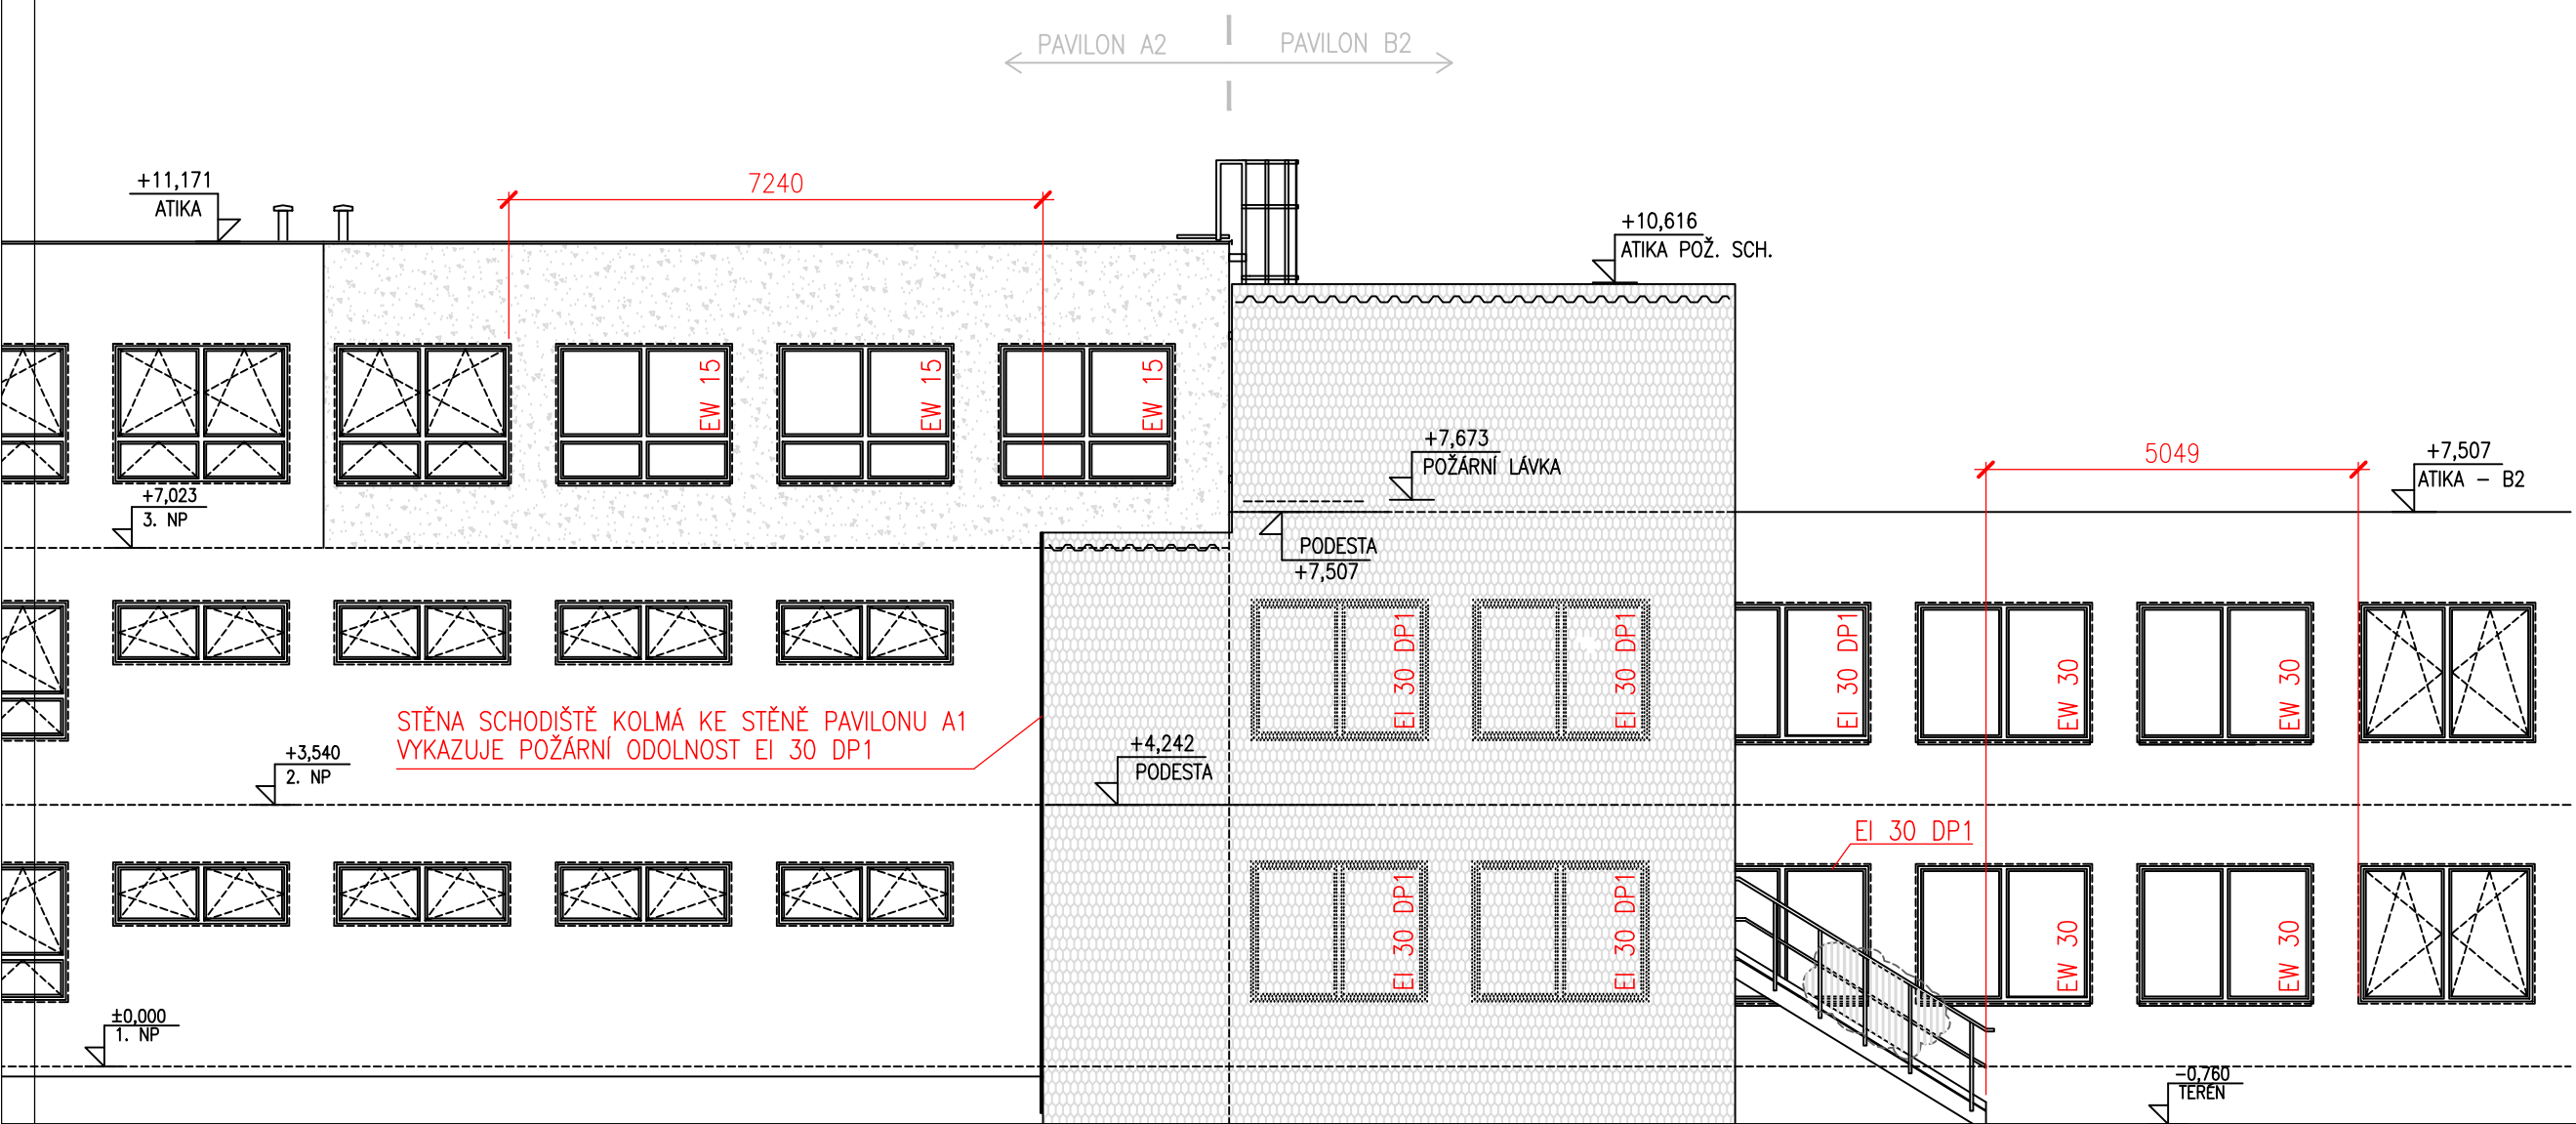 PAVILON A2
PAVILON B2
+11,171
ATIKA
7240
+10,616
ATIKA POŽ. SCH.
EW 15
EW 15
EW 15
+7,673
POŽÁRNÍ LÁVKA
5049
+7,507
ATIKA – B2
+7,023
3. NP
PODESTA
+7,507
EI 30 DP1
EI 30 DP1
EI 30 DP1
EW 30
EW 30
STĚNA SCHODIŠTĚ KOLMÁ KE STĚNĚ PAVILONU A1
VYKAZUJE POŽÁRNÍ ODOLNOST EI 30 DP1
+3,540
2. NP
+4,242
PODESTA
EI 30 DP1
EI 30 DP1
EI 30 DP1
EW 30
EW 30
±0,000
1. NP
-0,760
TERÉN